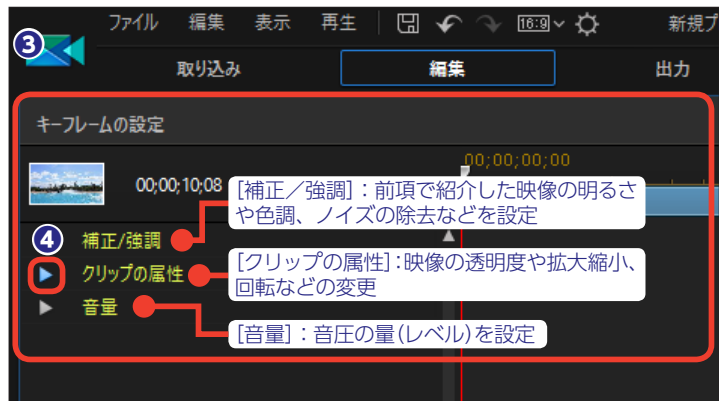 ファイル 編集 表示 再生 16:9 新規プ
3
取り込み 編集 出力
キーフレームの設定
00;00;00;00
00;00;10;08
[補正／強調]：前項で紹介した映像の明るさ
や色調、ノイズの除去などを設定
4 補正/強調
クリップの属性
[クリップの属性]：映像の透明度や拡大縮小、
回転などの変更
音量
[音量]：音圧の量(レベル)を設定